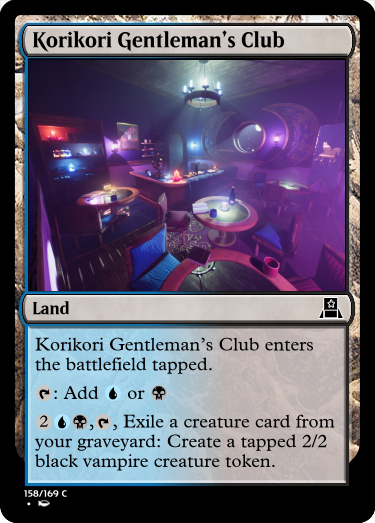 Korikori Gentleman's Club
Land
Korikori Gentleman's Club enters
the battlefield tapped.
: Add or
2 , , Exile a creature card from
your graveyard: Create a tapped 2/2
black vampire creature token.
158/169 C
•